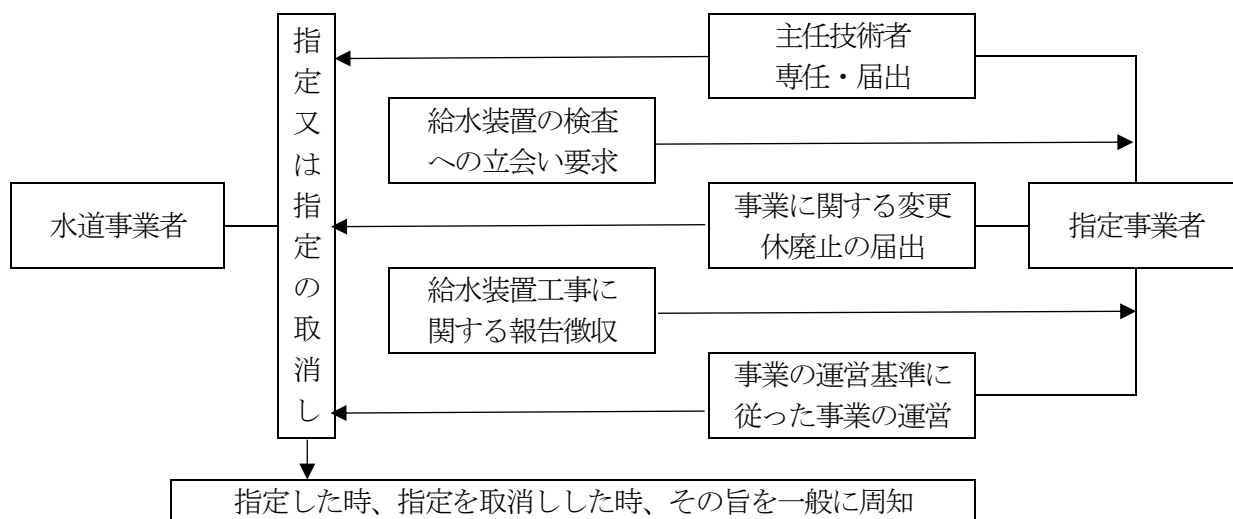 主任技術者
専任・届出
給水装置の検査
への立会い要求
水道事業者
指定又は指定の取消し
事業に関する変更
休廃止の届出
指定事業者
給水装置工事に
関する報告徴収
事業の運営基準に
従った事業の運営
指定した時、指定を取消しした時、その旨を一般に周知